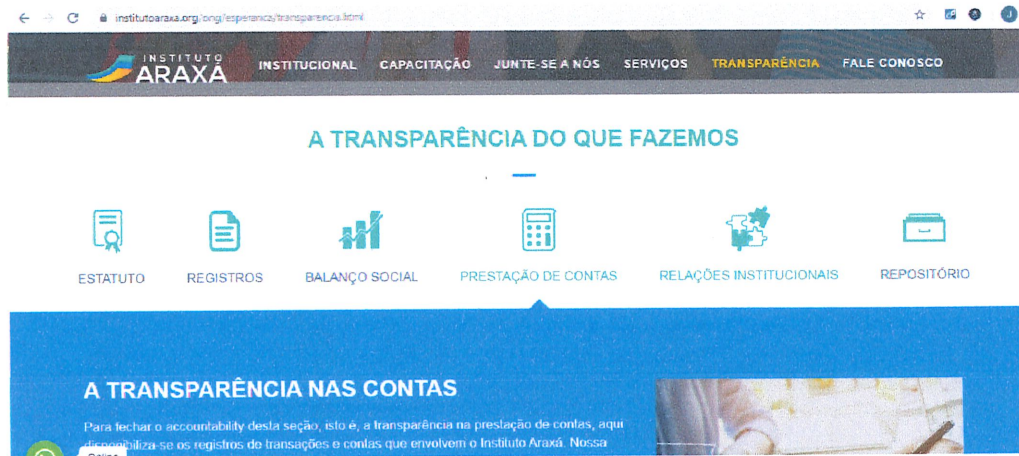 institutoaraxa.org/ong/esperanca/transparencia.html
J
INSTITUTO
ARAXÁ
INSTITUCIONAL CAPACITAÇÃO JUNTE-SE A NÓS SERVIÇOS TRANSPARÊNCIA FALE CONOSCO
A TRANSPARÊNCIA DO QUE FAZEMOS
ESTATUTO REGISTROS BALANÇO SOCIAL PRESTAÇÃO DE CONTAS RELAÇÕES INSTITUCIONAIS REPOSITÓRIO
A TRANSPARÊNCIA NAS CONTAS
Para fechar o accountability desta seção, isto é, a transparência na prestação de contas, aqui
disponibiliza-se os registros de transações e contas que envolvem o Instituto Araxá. Nossa